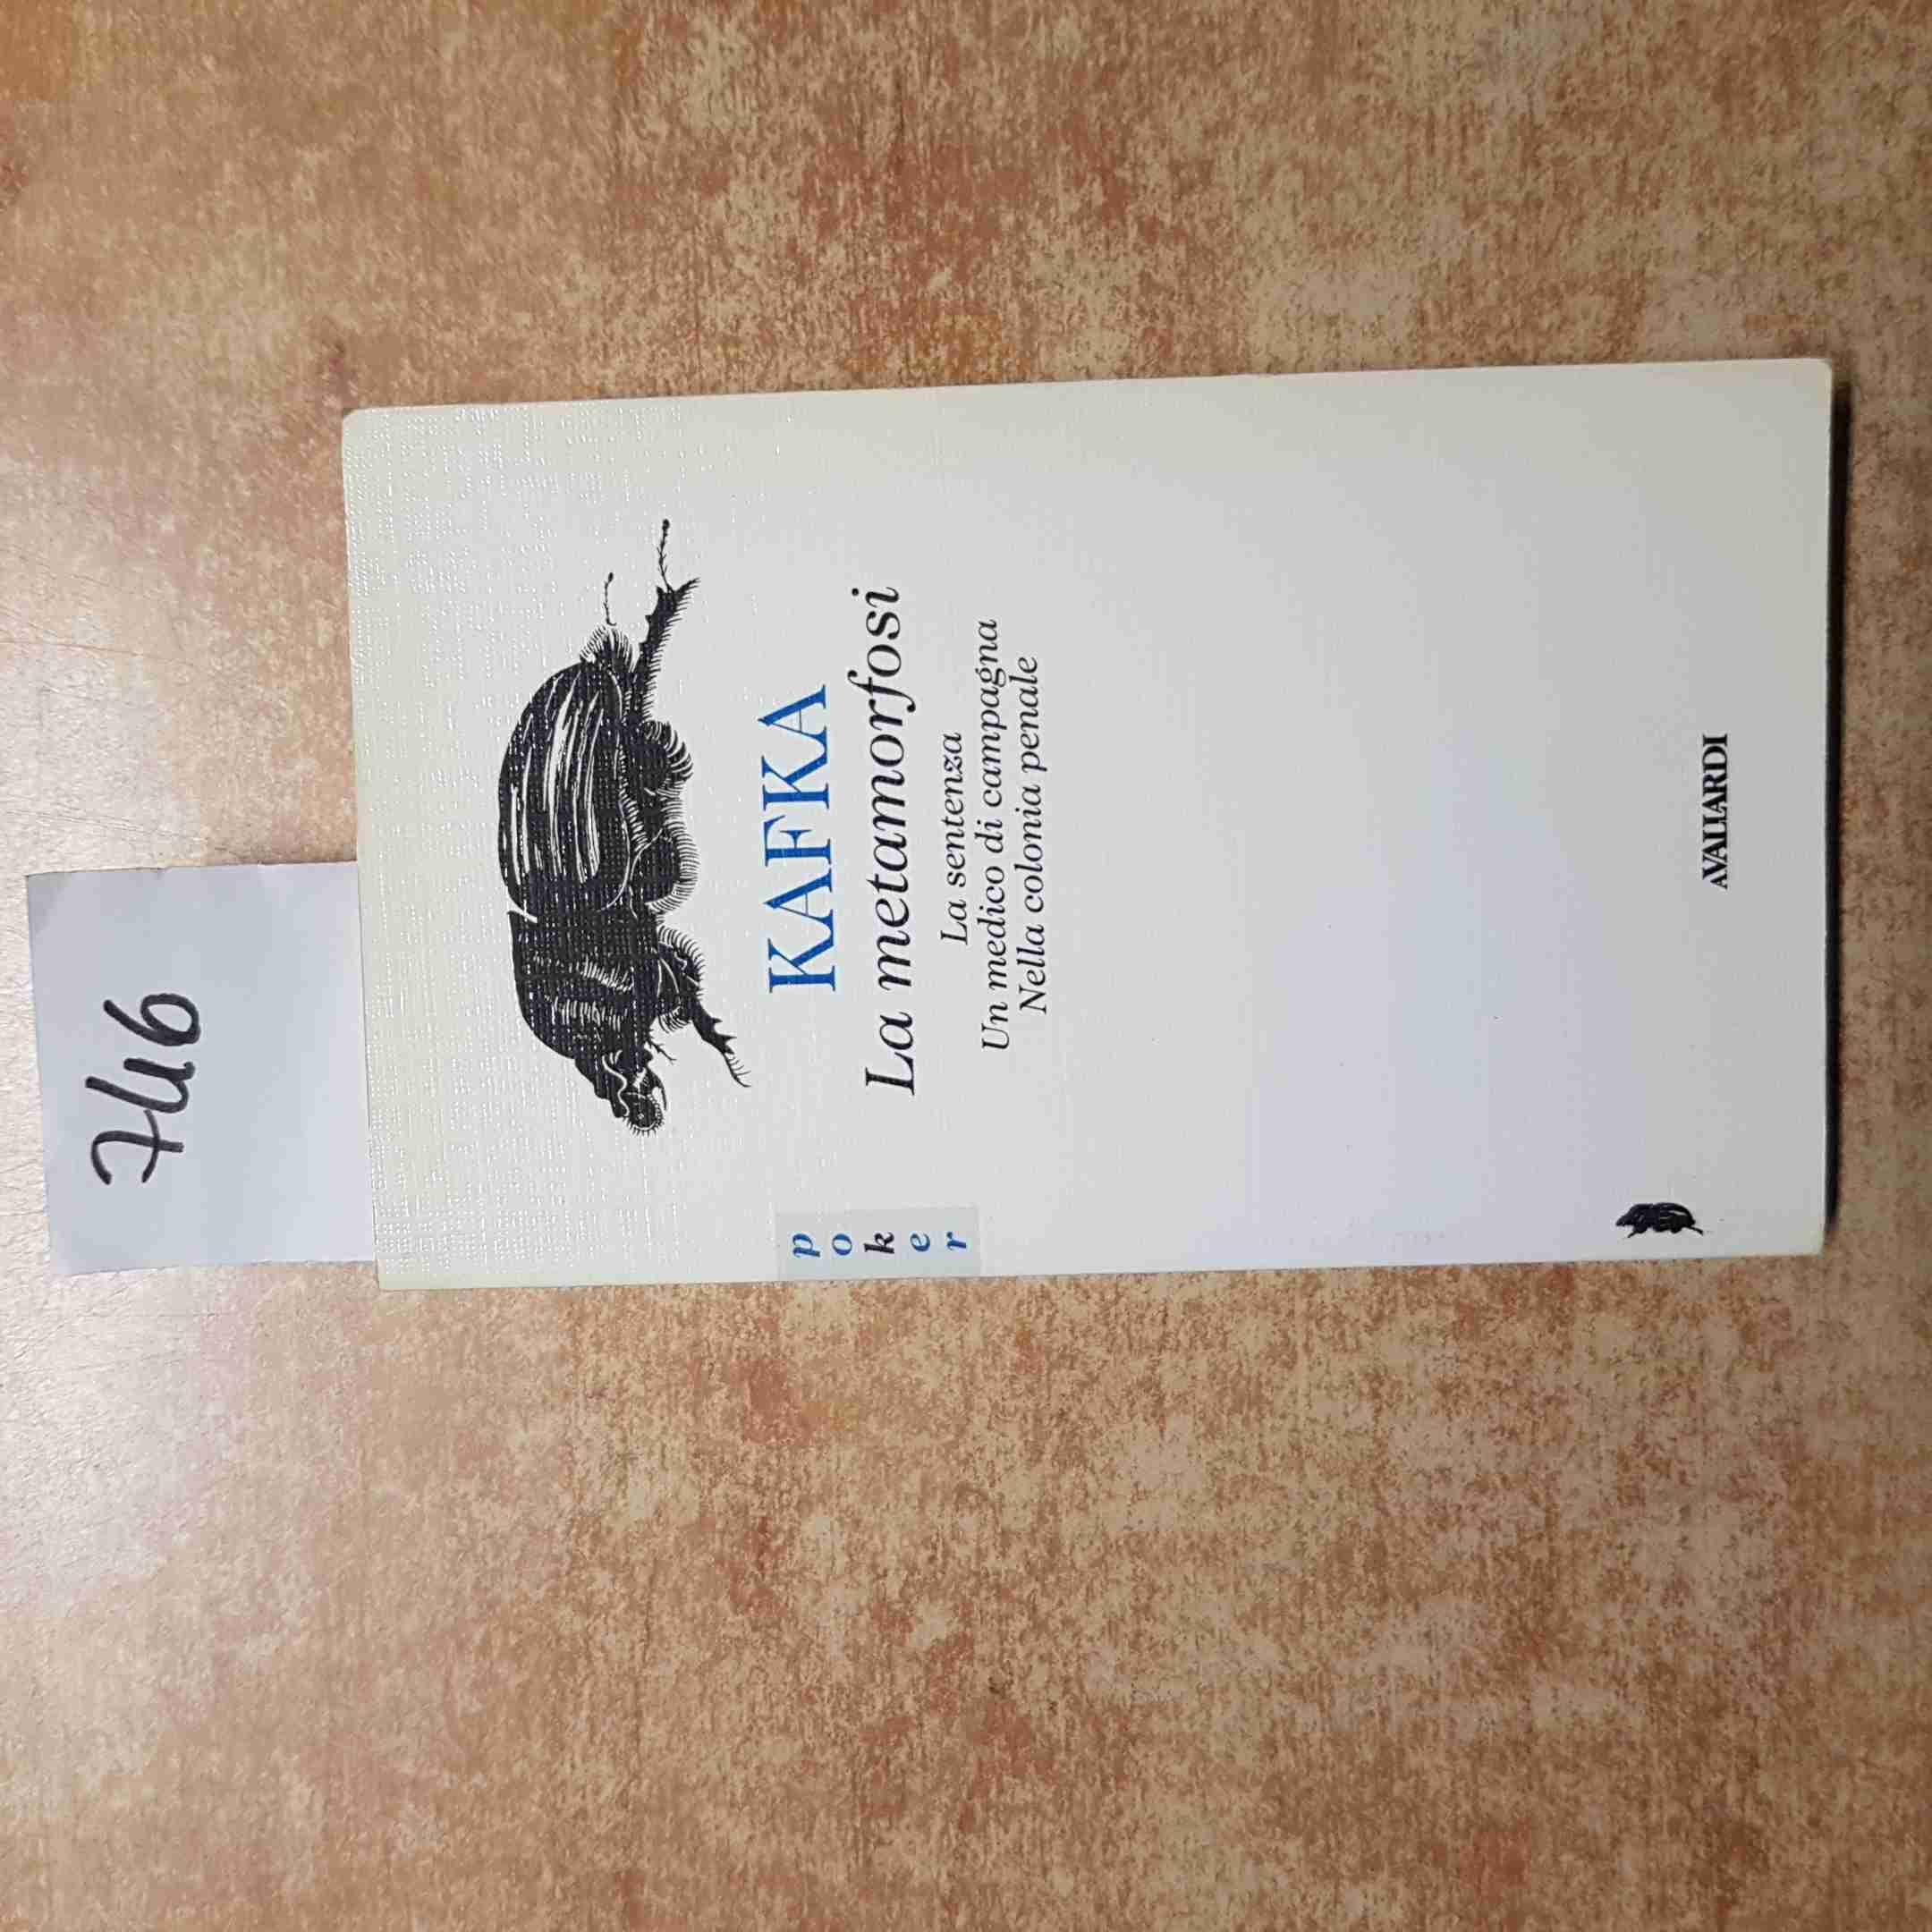 746
KAFKA
La metamorfosi
La sentenza
Un medico di campagna
Nella colonia penale
p
o
k
e
r
A.VALLARDI